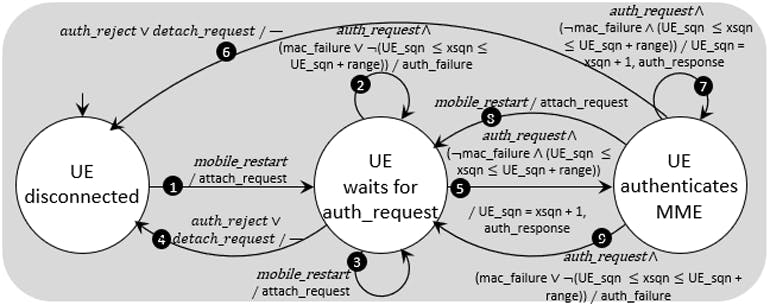 auth_request ∧
(¬mac_failure ∧ (UE_sqn ≤ xsqn
≤ UE_sqn + range)) / UE_sqn =
xsqn + 1, auth_response
7
auth_reject ∨ detach_request / —
6
auth_request ∧
(mac_failure ∨ ¬(UE_sqn ≤ xsqn ≤
UE_sqn + range)) / auth_failure
2
mobile_restart / attach_request
8
UE
disconnected
mobile_restart
1 / attach_request
UE
waits for
auth_request
auth_request ∧
(¬mac_failure ∧ (UE_sqn ≤
xsqn ≤ UE_sqn + range))
5
/ UE_sqn = xsqn + 1,
auth_response
UE
authenticates
MME
auth_reject ∨
4 detach_request / —
3
mobile_restart
/ attach_request
9
auth_request ∧
(mac_failure ∨ ¬(UE_sqn ≤ xsqn ≤ UE_sqn +
range)) / auth_failure